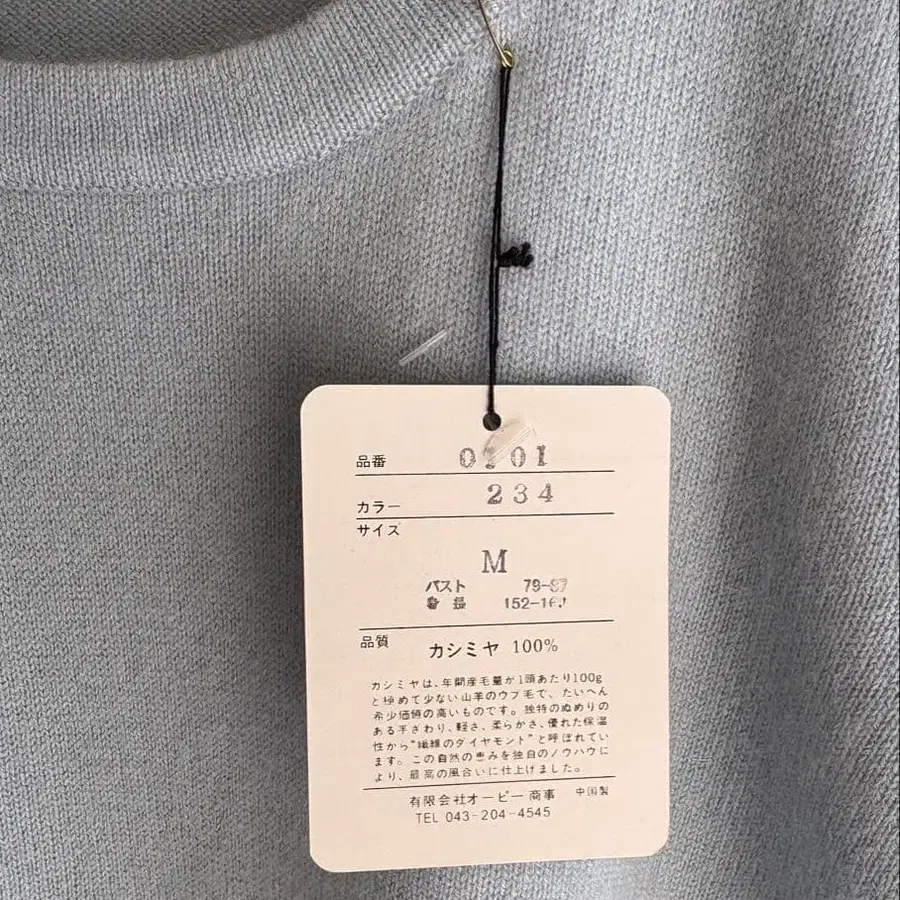 品番 0101
カラー 234
サイズ
M
バスト 79-87
身長 152-16
品質 カシミヤ 100%
カシミヤは、年間産毛量が1頭あたり100g
と極めて少ない山羊のウブ毛で、たいへん
希少価値の高いものです。独特のぬめりの
ある手ざわり、軽さ、柔らかさ、優れた保温
性から“繊維のダイヤモンド”と呼ばれてい
ます。この自然の恵みを独自のノウハウに
より、最高の風合いに仕上げました。
有限会社オーピー商事 中国製
TEL 043-204-4545